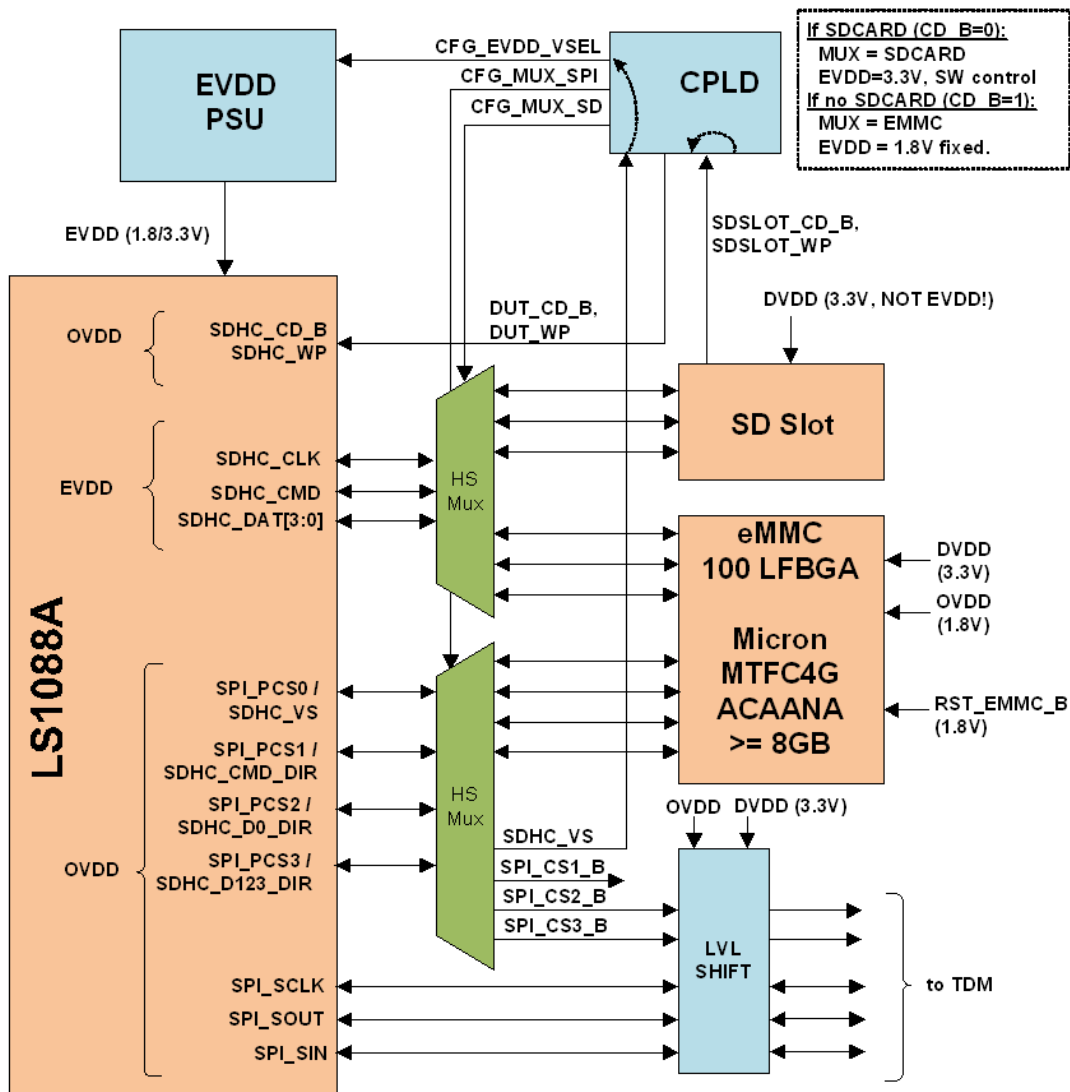 EVDD
PSU
CFG_EVDD_VSEL
CFG_MUX_SPI
CFG_MUX_SD
CPLD
If SDCARD (CD_B=0):
MUX = SDCARD
EVDD=3.3V, SW control
If no SDCARD (CD_B=1):
MUX = EMMC
EVDD = 1.8V fixed.
EVDD (1.8/3.3V)
SDSLOT_CD_B,
SDSLOT_WP
DVDD (3.3V, NOT EVDD!)
LS1088A
OVDD
SDHC_CD_B
SDHC_WP
DUT_CD_B,
DUT_WP
SD Slot
EVDD
SDHC_CLK
SDHC_CMD
SDHC_DAT[3:0]
HS
Mux
eMMC
100 LFBGA
Micron
MTFC4G
ACAANA
>= 8GB
DVDD
(3.3V)
OVDD
(1.8V)
RST_EMMC_B
(1.8V)
OVDD
SPI_PCS0 /
SDHC_VS
SPI_PCS1 /
SDHC_CMD_DIR
SPI_PCS2 /
SDHC_D0_DIR
SPI_PCS3 /
SDHC_D123_DIR
HS
Mux
SDHC_VS
SPI_CS1_B
SPI_CS2_B
SPI_CS3_B
OVDD
DVDD (3.3V)
LVL
SHIFT
SPI_SCLK
SPI_SOUT
SPI_SIN
to TDM